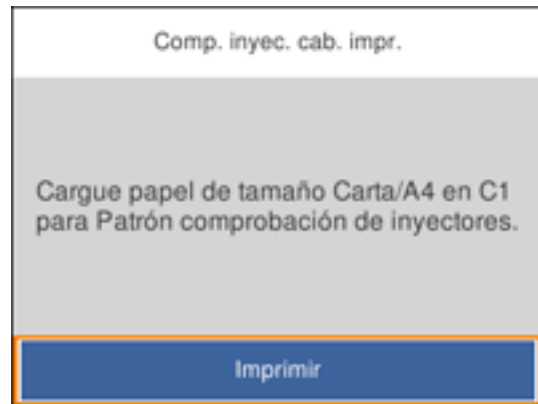 Comp. inyec. cab. impr.
Cargue papel de tamaño Carta/A4 en C1
para Patrón comprobación de inyectores.
Imprimir